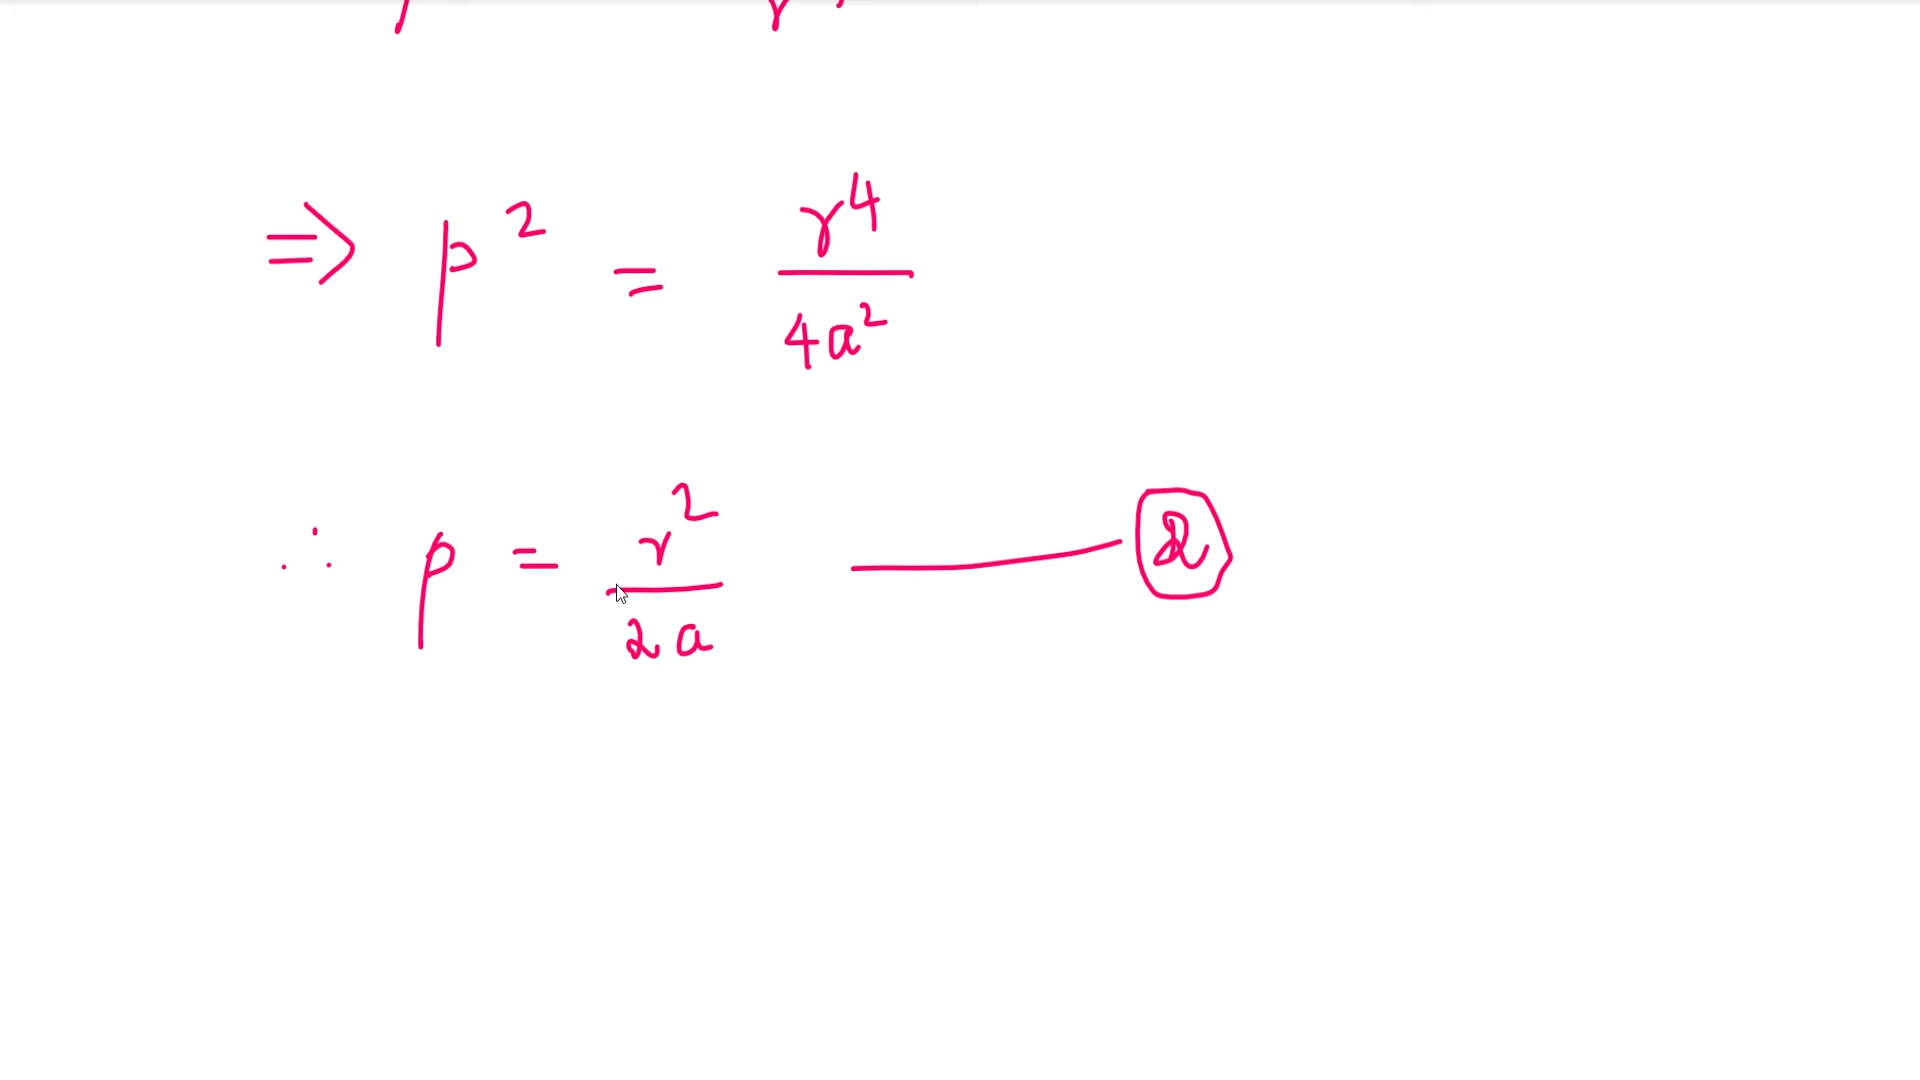 ⇒ p² = r⁴/4a²
∴ p = r²/2a —— ②